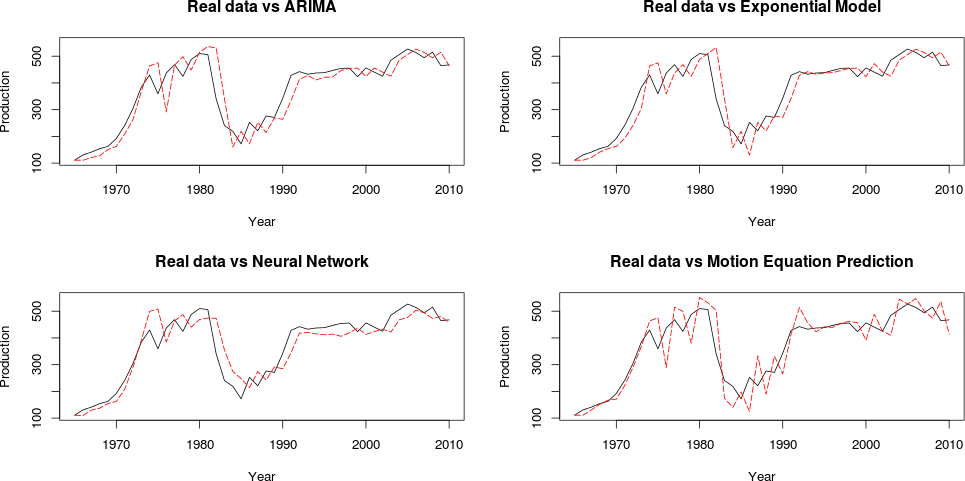 Real data vs ARIMA
Production
100 300 500
1970 1980 1990 2000 2010
Year
Real data vs Exponential Model
Production
100 300 500
1970 1980 1990 2000 2010
Year
Real data vs Neural Network
Production
100 300 500
1970 1980 1990 2000 2010
Year
Real data vs Motion Equation Prediction
Production
100 300 500
1970 1980 1990 2000 2010
Year